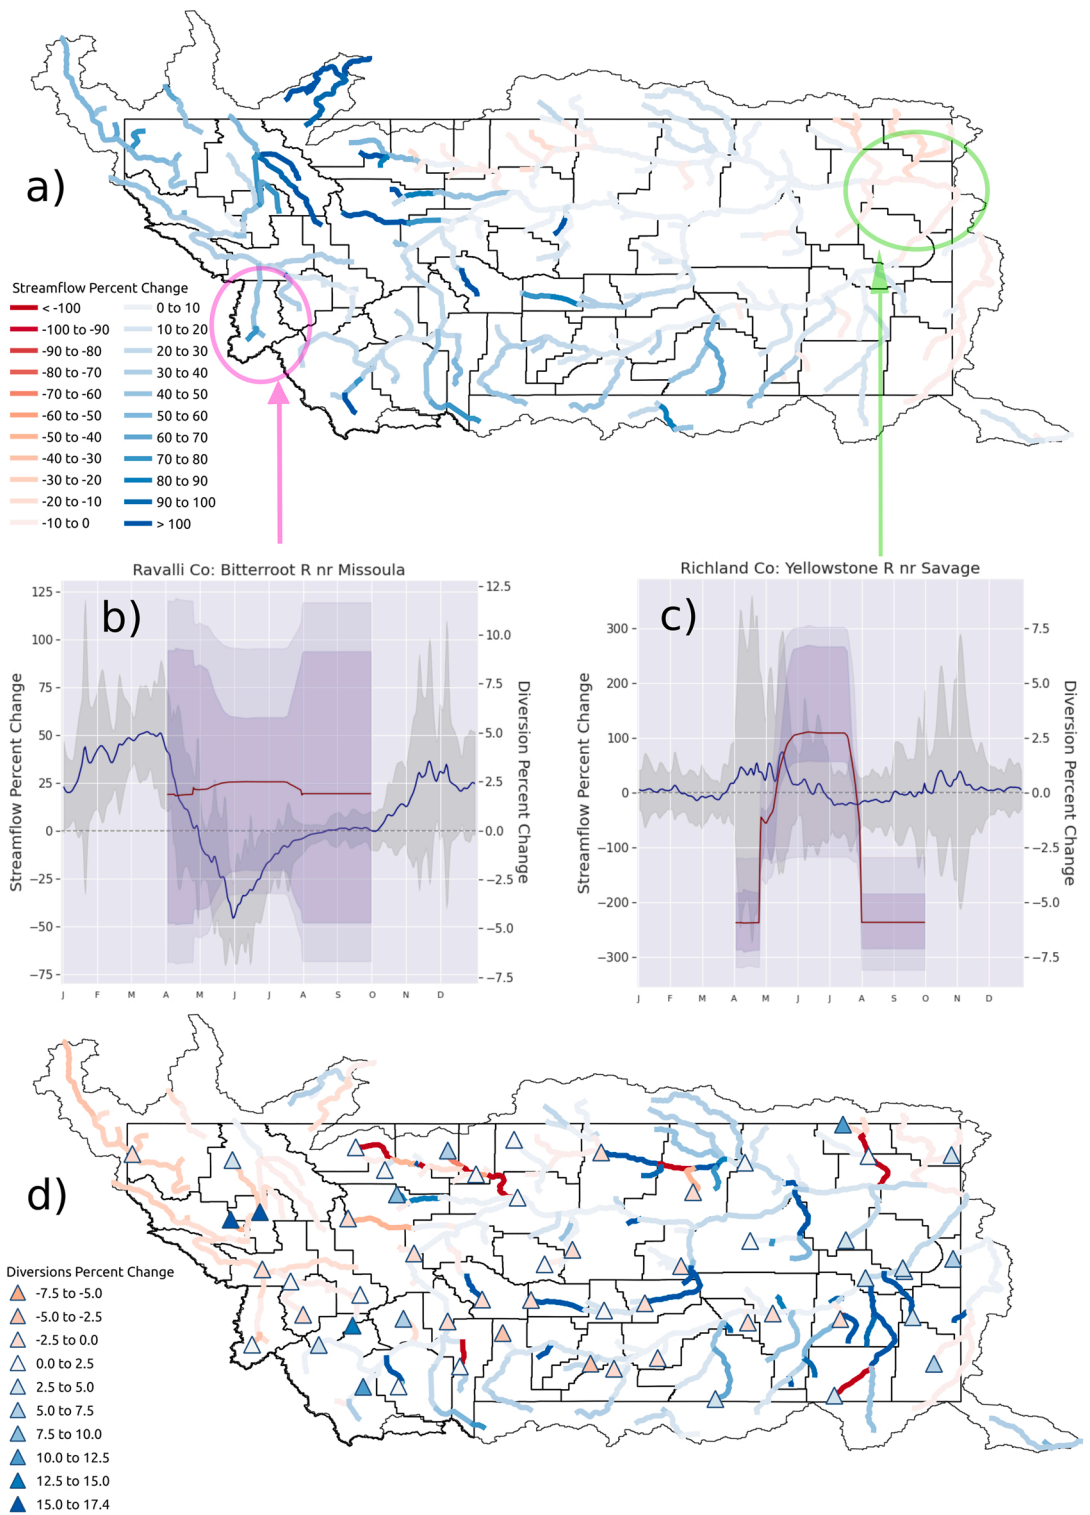 a)
Streamflow Percent Change
< -100
-100 to -90
-90 to -80
-80 to -70
-70 to -60
-60 to -50
-50 to -40
-40 to -30
-30 to -20
-20 to -10
-10 to 0
0 to 10
10 to 20
20 to 30
30 to 40
40 to 50
50 to 60
60 to 70
70 to 80
80 to 90
90 to 100
> 100
Ravalli Co: Bitterroot R nr Missoula
b)
Streamflow Percent Change
125
100
75
50
25
0
−25
−50
−75
12.5
10.0
7.5
5.0
2.5
0.0
−2.5
−5.0
−7.5
Diversion Percent Change
J F M A M J J A S O N D
Richland Co: Yellowstone R nr Savage
c)
Streamflow Percent Change
300
200
100
0
−100
−200
−300
7.5
5.0
2.5
0.0
−2.5
−5.0
−7.5
Diversion Percent Change
J F M A M J J A S O N D
d)
Diversions Percent Change
-7.5 to -5.0
-5.0 to -2.5
-2.5 to 0.0
0.0 to 2.5
2.5 to 5.0
5.0 to 7.5
7.5 to 10.0
10.0 to 12.5
12.5 to 15.0
15.0 to 17.4